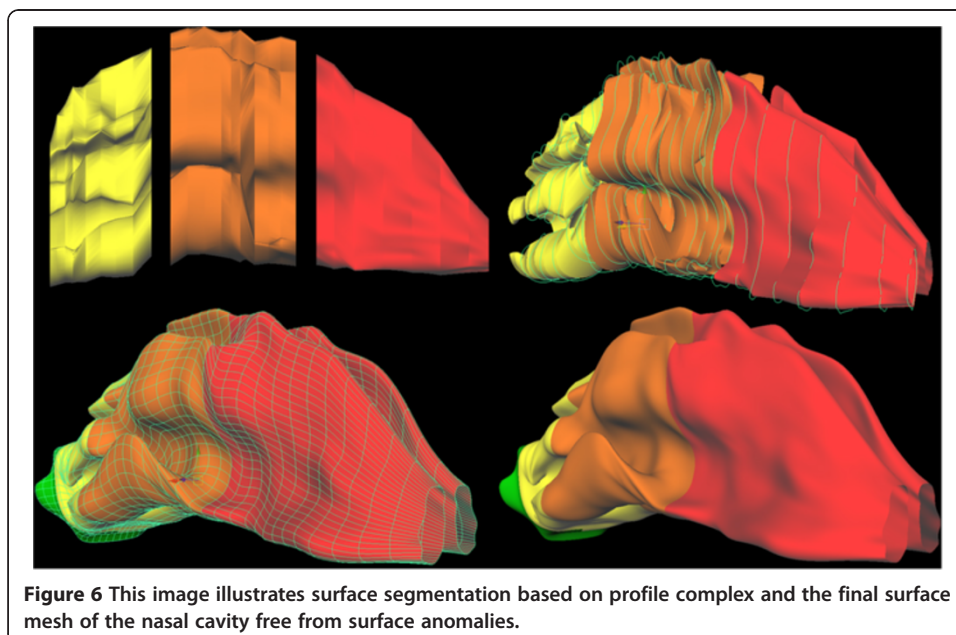 Figure 6 This image illustrates surface segmentation based on profile complex and the final surface
mesh of the nasal cavity free from surface anomalies.